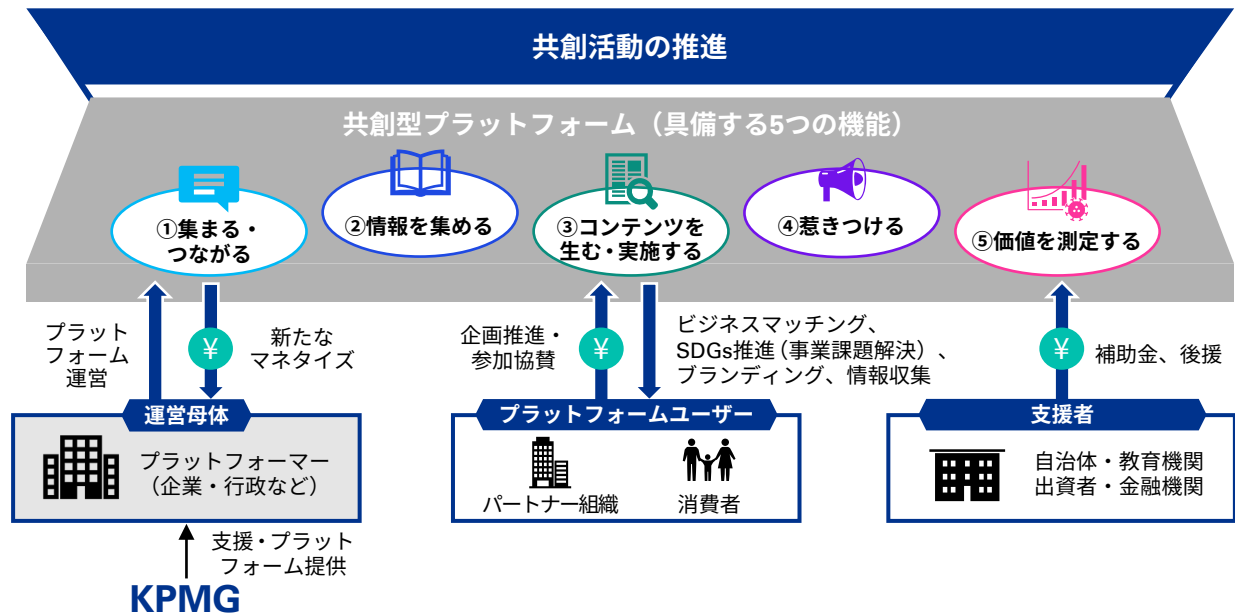 共創活動の推進
共創型プラットフォーム（具備する5つの機能）
①集まる・
つながる
②情報を集める
③コンテンツを
生む・実施する
④惹きつける
⑤価値を測定する
プラット
フォーム
運営
¥
新たな
マネタイズ
企画推進・
参加協賛
¥
ビジネスマッチング、
SDGs推進（事業課題解決）、
ブランディング、情報収集
¥
補助金、後援
運営母体
プラットフォーマー
（企業・行政など）
プラットフォームユーザー
パートナー組織
消費者
支援者
自治体・教育機関
出資者・金融機関
支援・プラット
フォーム提供
KPMG